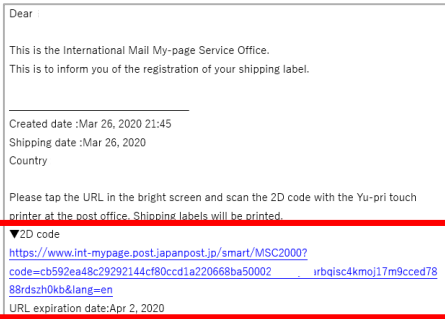 Dear
This is the International Mail My-page Service Office.
This is to inform you of the registration of your shipping label.
Created date :Mar 26, 2020 21:45
Shipping date :Mar 26, 2020
Country
Please tap the URL in the bright screen and scan the 2D code with the Yu-pri touch
printer at the post office. Shipping labels will be printed.
▼2D code
https://www.int-mypage.post.japanpost.jp/smart/MSC2000?
code=cb592ea48c29292144cf80ccd1a220668ba50002 rbqisc4kmoj17m9cced78
88rdszh0kb&lang=en
URL expiration date:Apr 2, 2020